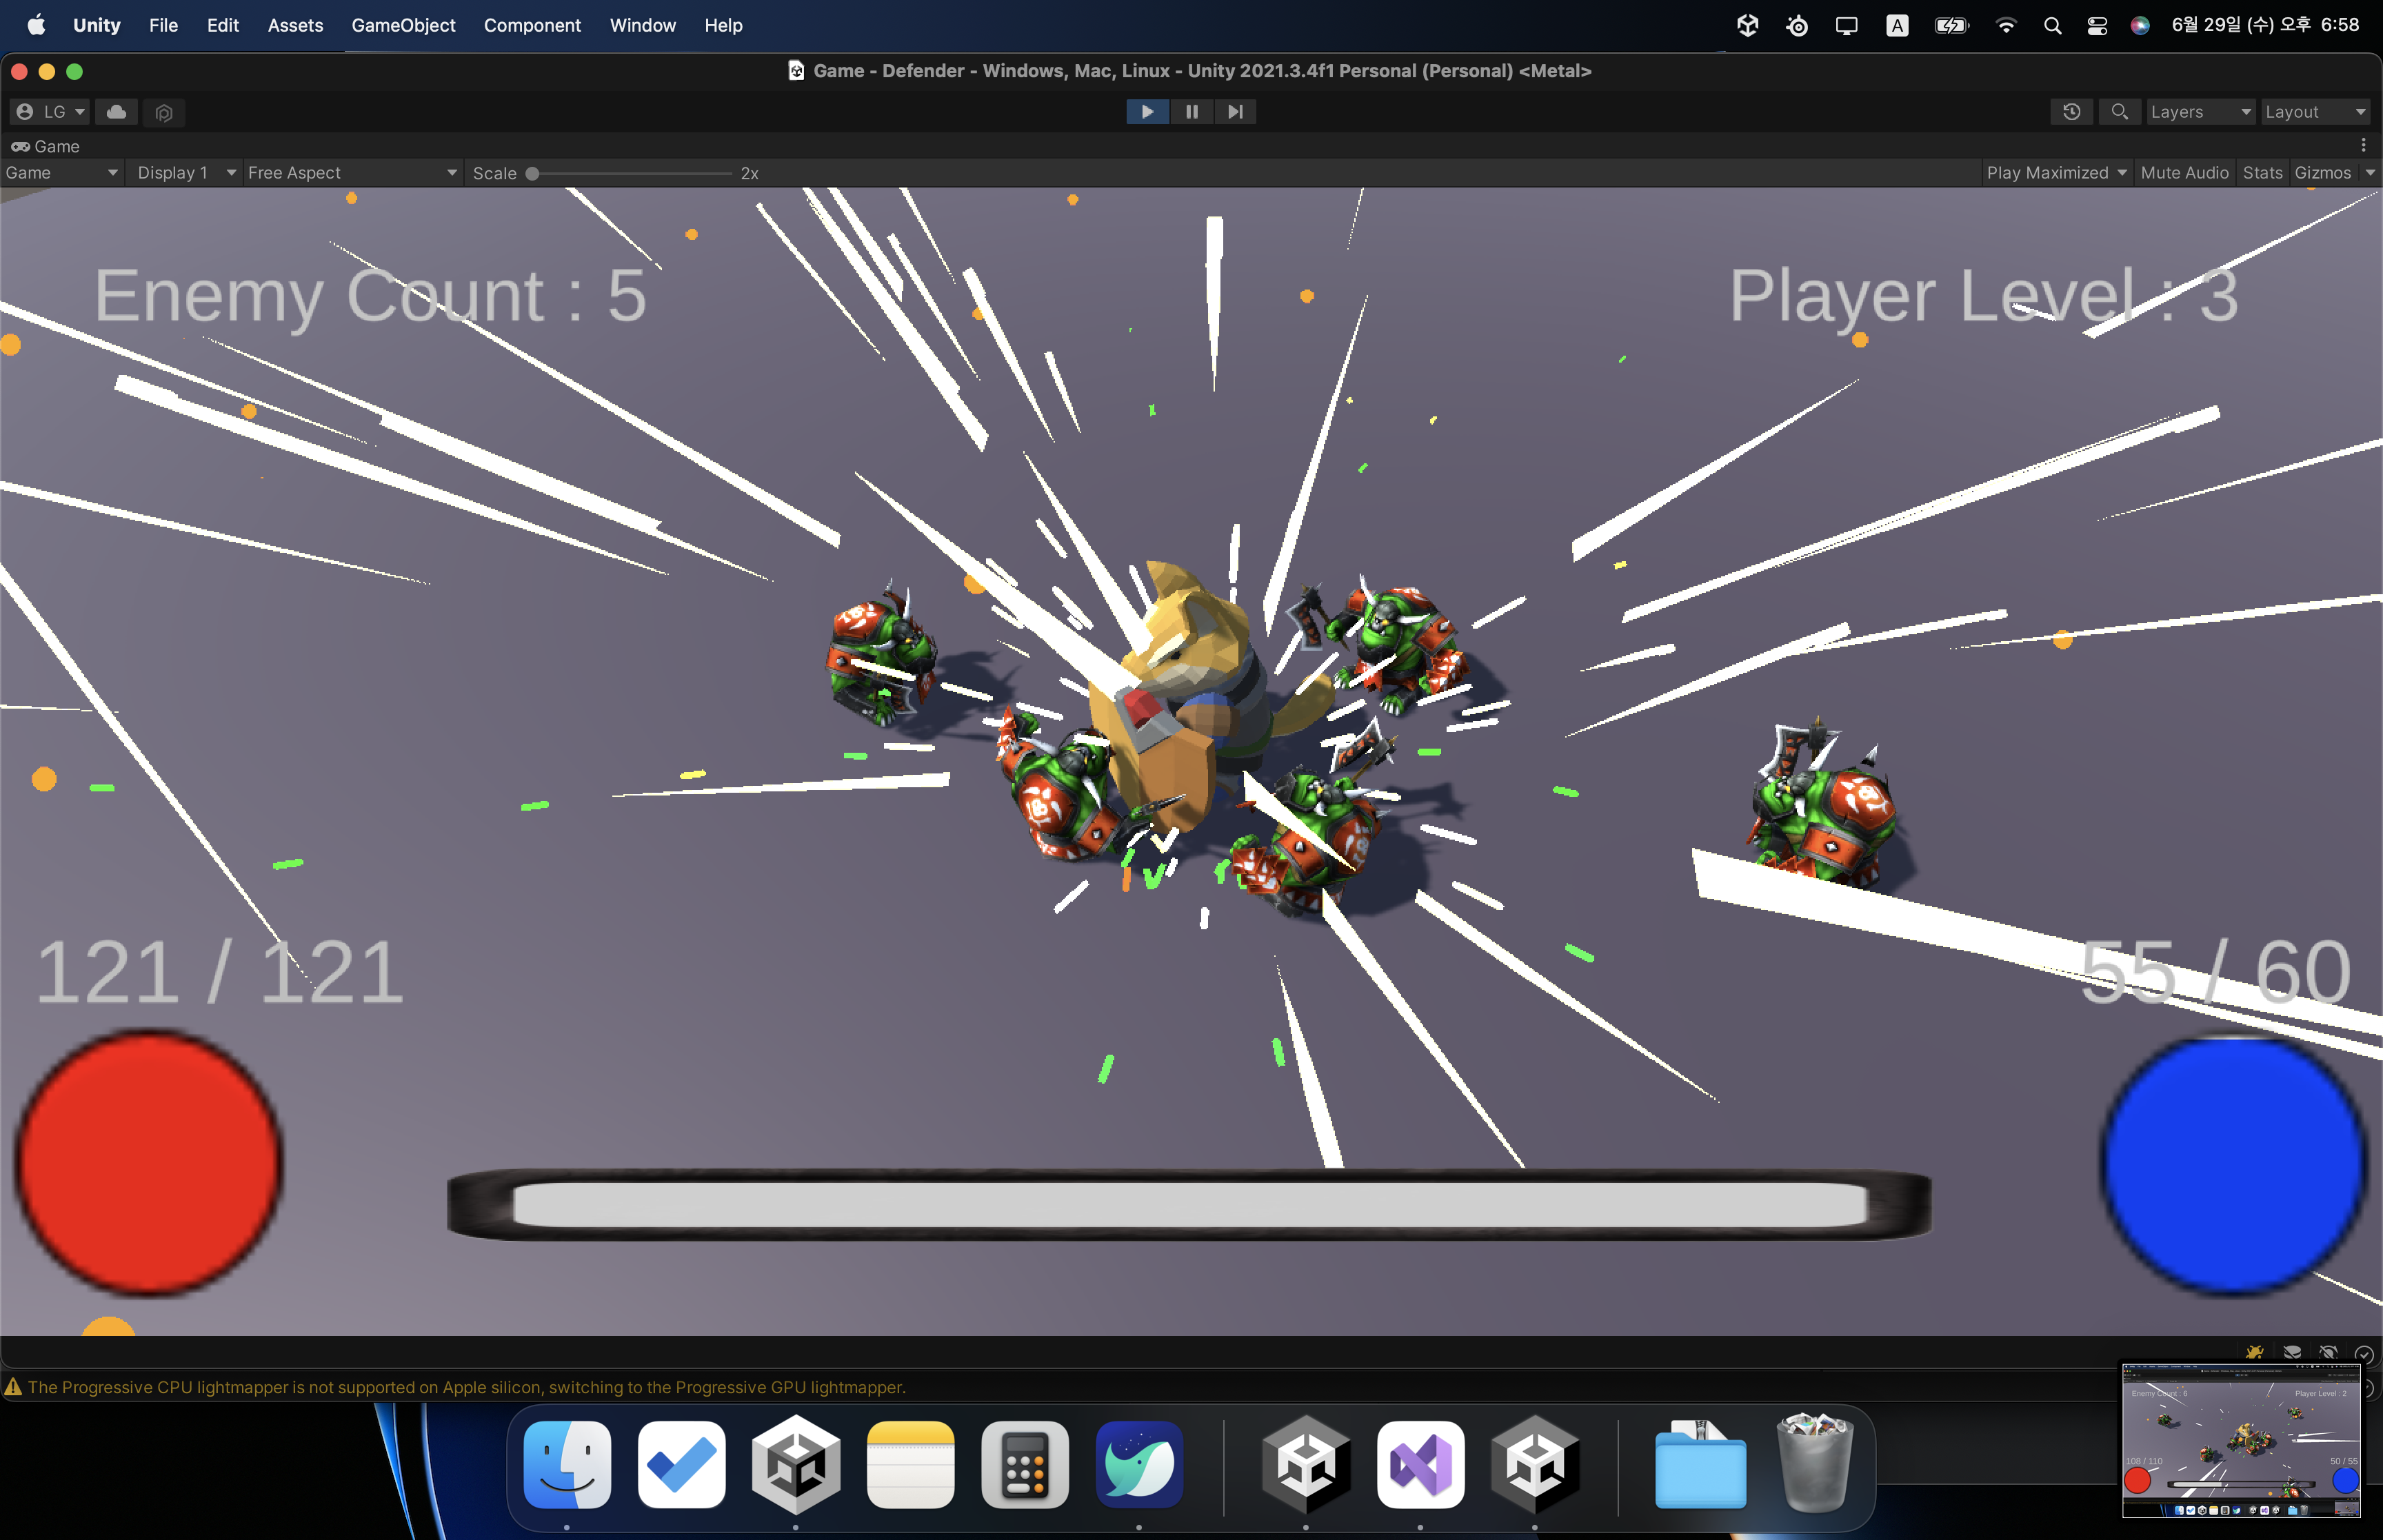 Unity File Edit Assets GameObject Component Window Help A 6월 29일 (수) 오후 6:58
Game - Defender - Windows, Mac, Linux - Unity 2021.3.4f1 Personal (Personal) <Metal>
LG Layers Layout
Game
Game Display 1 Free Aspect Scale 2x Play Maximized Mute Audio Stats Gizmos
Enemy Count : 5 Player Level : 3
121 / 121 55 / 60
The Progressive CPU lightmapper is not supported on Apple silicon, switching to the Progressive GPU lightmapper.
Enemy Count : 6 Player Level : 2
108 / 110 50 / 55